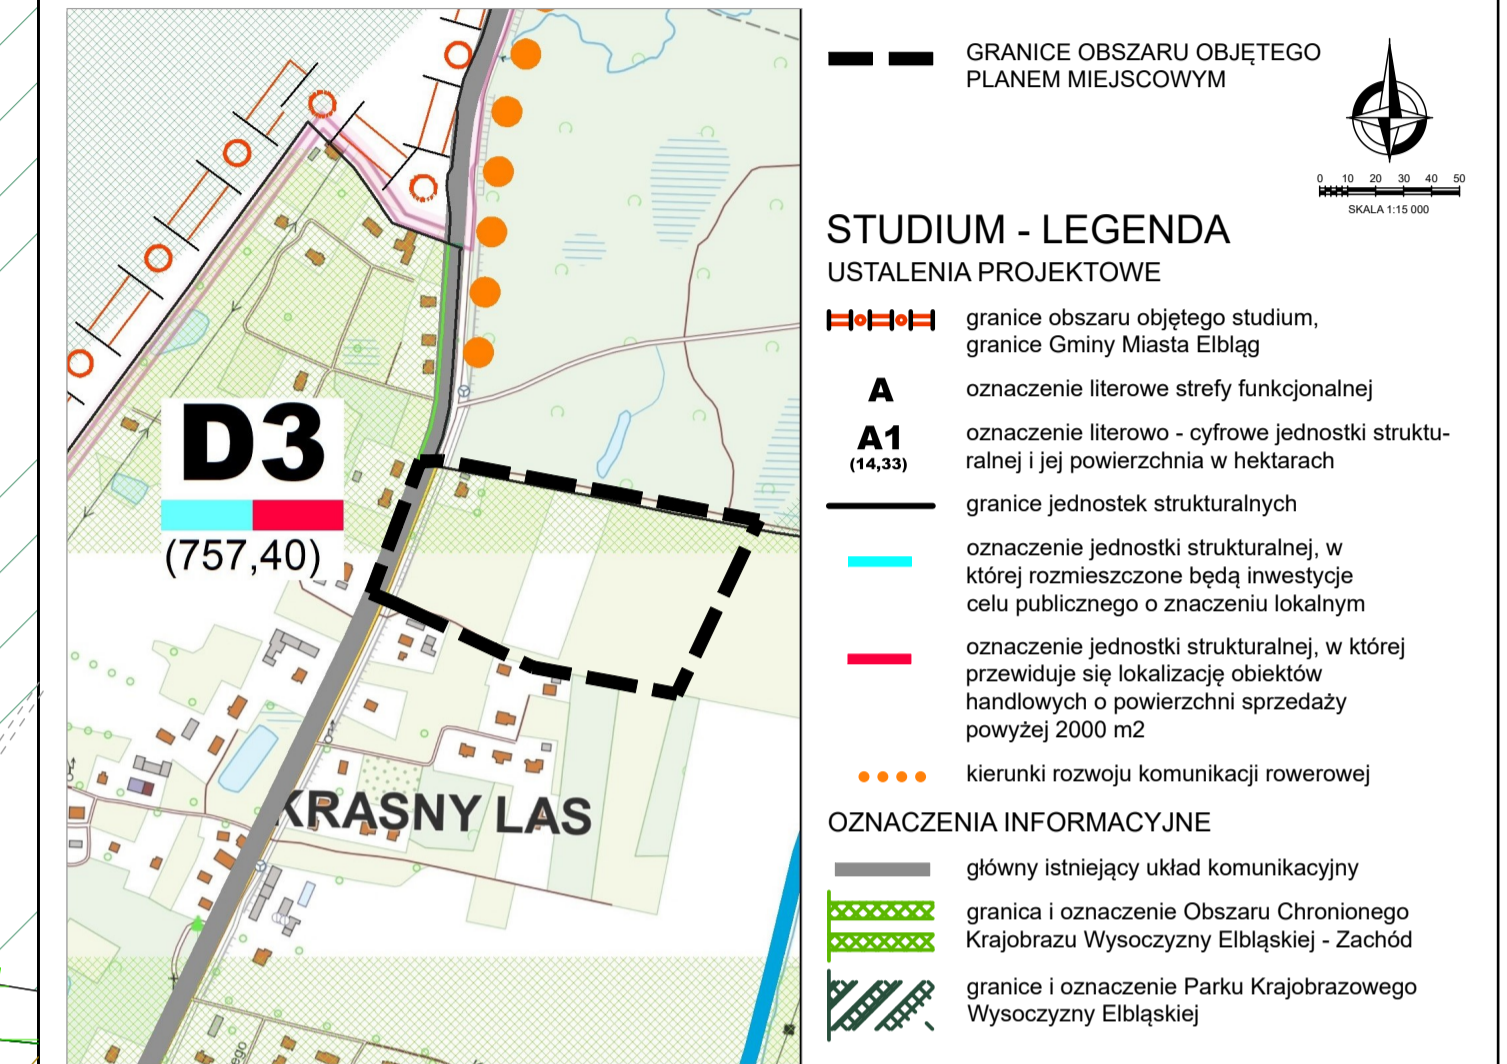 D3
(757,40)
KRASNY LAS
GRANICE OBSZARU OBJĘTEGO
PLANEM MIEJSCOWYM
0 10 20 30 40 50
SKALA 1:15 000
STUDIUM - LEGENDA
USTALENIA PROJEKTOWE
granice obszaru objętego studium,
granice Gminy Miasta Elbląg
A
oznaczenie literowe strefy funkcjonalnej
A1
(14,33)
oznaczenie literowo - cyfrowe jednostki struktu-
ralnej i jej powierzchnia w hektarach
granice jednostek strukturalnych
oznaczenie jednostki strukturalnej, w
której rozmieszczone będą inwestycje
celu publicznego o znaczeniu lokalnym
oznaczenie jednostki strukturalnej, w której
przewiduje się lokalizację obiektów
handlowych o powierzchni sprzedaży
powyżej 2000 m2
kierunki rozwoju komunikacji rowerowej
OZNACZENIA INFORMACYJNE
główny istniejący układ komunikacyjny
granica i oznaczenie Obszaru Chronionego
Krajobrazu Wysoczyzny Elbląskiej - Zachód
granice i oznaczenie Parku Krajobrazowego
Wysoczyzny Elbląskiej